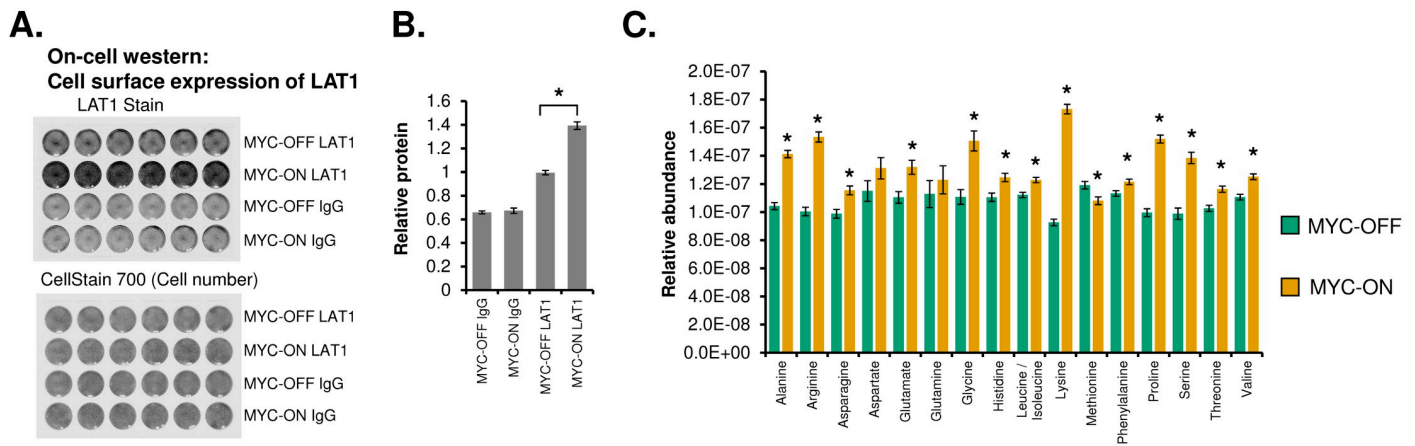 A.
On-cell western:
Cell surface expression of LAT1
LAT1 Stain
MYC-OFF LAT1
MYC-ON LAT1
MYC-OFF IgG
MYC-ON IgG
CellStain 700 (Cell number)
MYC-OFF LAT1
MYC-ON LAT1
MYC-OFF IgG
MYC-ON IgG
B.
Relative protein
1.6
1.4
1.2
1
0.8
0.6
0.4
0.2
0
*
MYC-OFF IgG
MYC-ON IgG
MYC-OFF LAT1
MYC-ON LAT1
C.
Relative abundance
2.0E-07
1.8E-07
1.6E-07
1.4E-07
1.2E-07
1.0E-07
8.0E-08
6.0E-08
4.0E-08
2.0E-08
0.0E+00
* * * * * * * * * * * * * *
Alanine
Arginine
Asparagine
Aspartate
Glutamate
Glutamine
Glycine
Histidine
Leucine /
Isoleucine
Lysine
Methionine
Phenylalanine
Proline
Serine
Threonine
Valine
MYC-OFF
MYC-ON